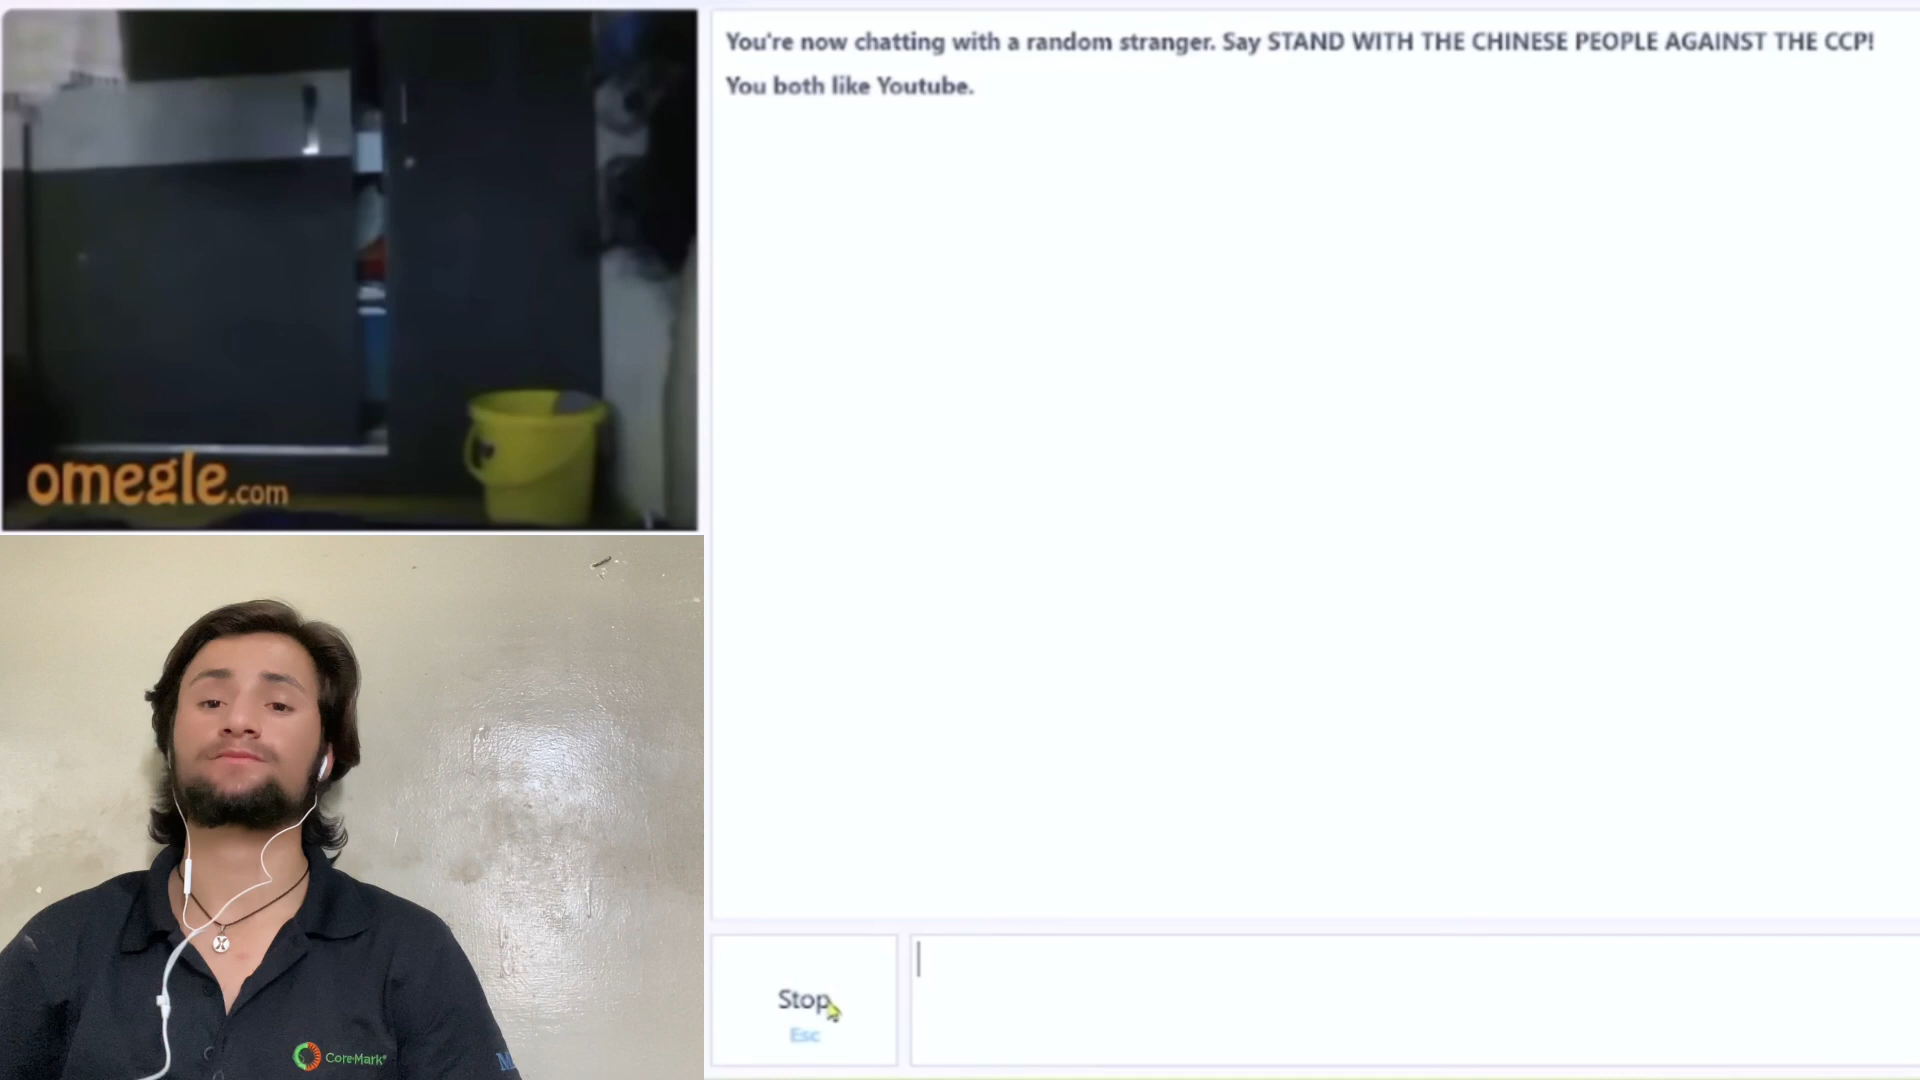 You're now chatting with a random stranger. Say STAND WITH THE CHINESE PEOPLE AGAINST THE CCP!
You both like Youtube.
omegle.com
CoreMark
Stop
Esc